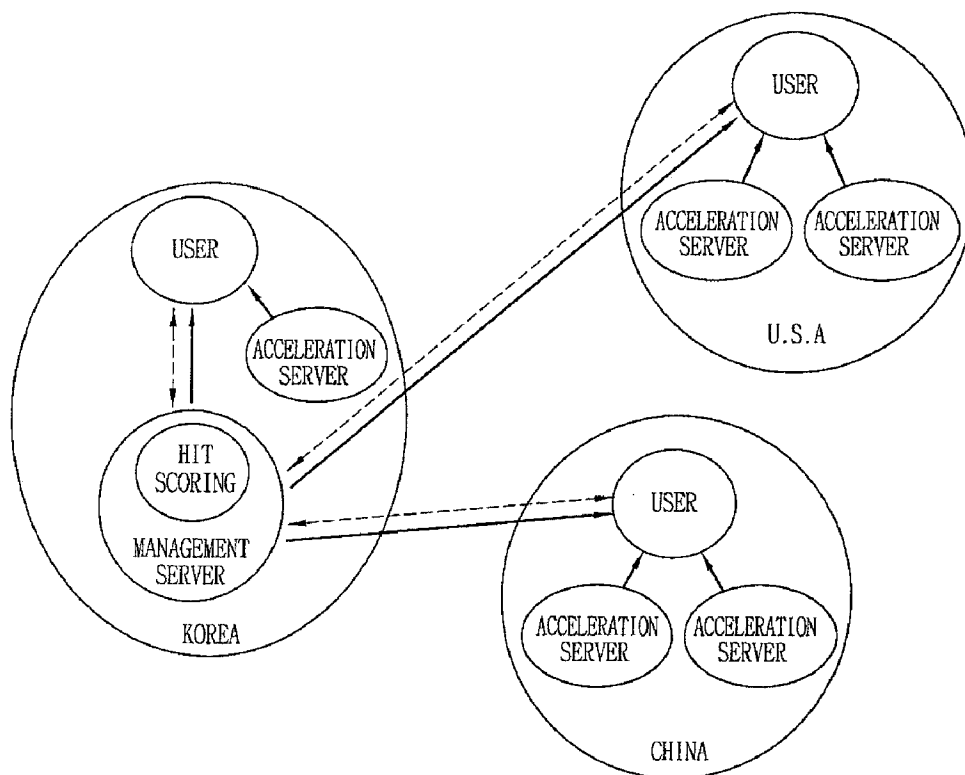 USER
ACCELERATION
SERVER
ACCELERATION
SERVER
U.S.A
USER
ACCELERATION
SERVER
HIT
SCORING
MANAGEMENT
SERVER
KOREA
USER
ACCELERATION
SERVER
ACCELERATION
SERVER
CHINA